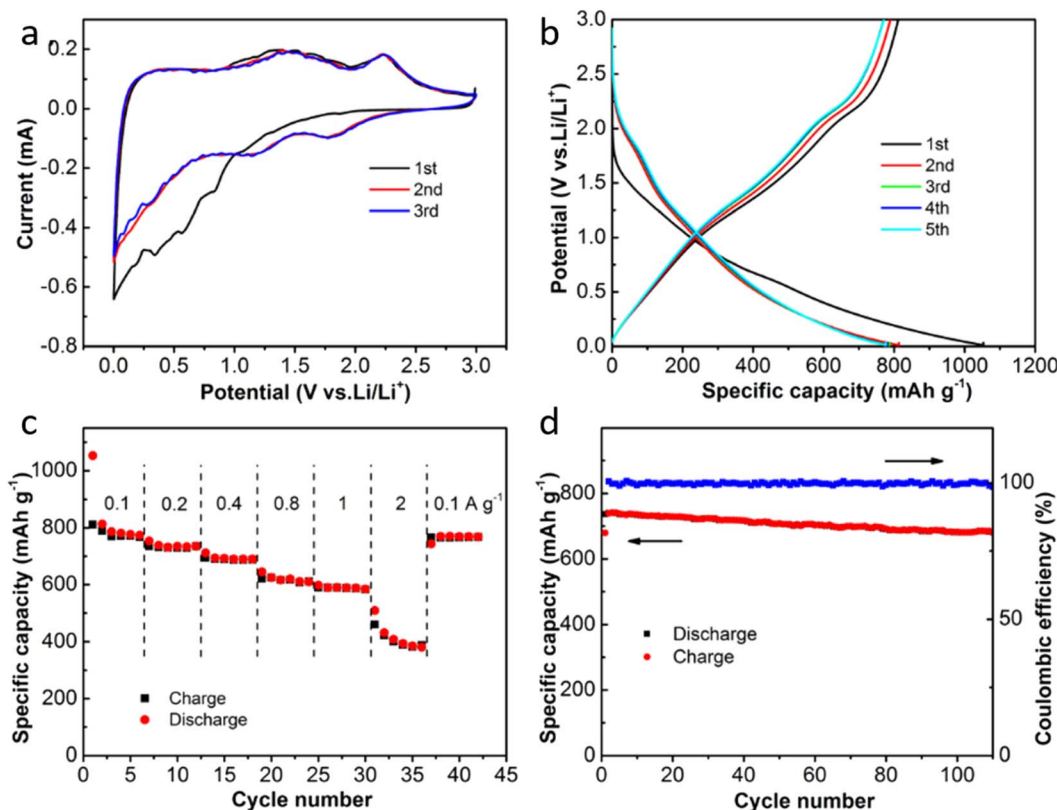 a
0.2
0.0
-0.2
-0.4
-0.6
-0.8
Current (mA)
1st
2nd
3rd
0.0 0.5 1.0 1.5 2.0 2.5 3.0
Potential (V vs.Li/Li⁺)
b
3.0
2.5
2.0
1.5
1.0
0.5
0.0
Potential (V vs.Li/Li⁺)
1st
2nd
3rd
4th
5th
0 200 400 600 800 1000 1200
Specific capacity (mAh g⁻¹)
c
1000
800
600
400
200
0
Specific capacity (mAh g⁻¹)
0.1 0.2 0.4 0.8 1 2 0.1 A g⁻¹
Charge
Discharge
0 5 10 15 20 25 30 35 40 45
Cycle number
d
800
600
400
200
0
Specific capacity (mAh g⁻¹)
Discharge
Charge
100
50
0
Coulombic efficiency (%)
0 20 40 60 80 100
Cycle number